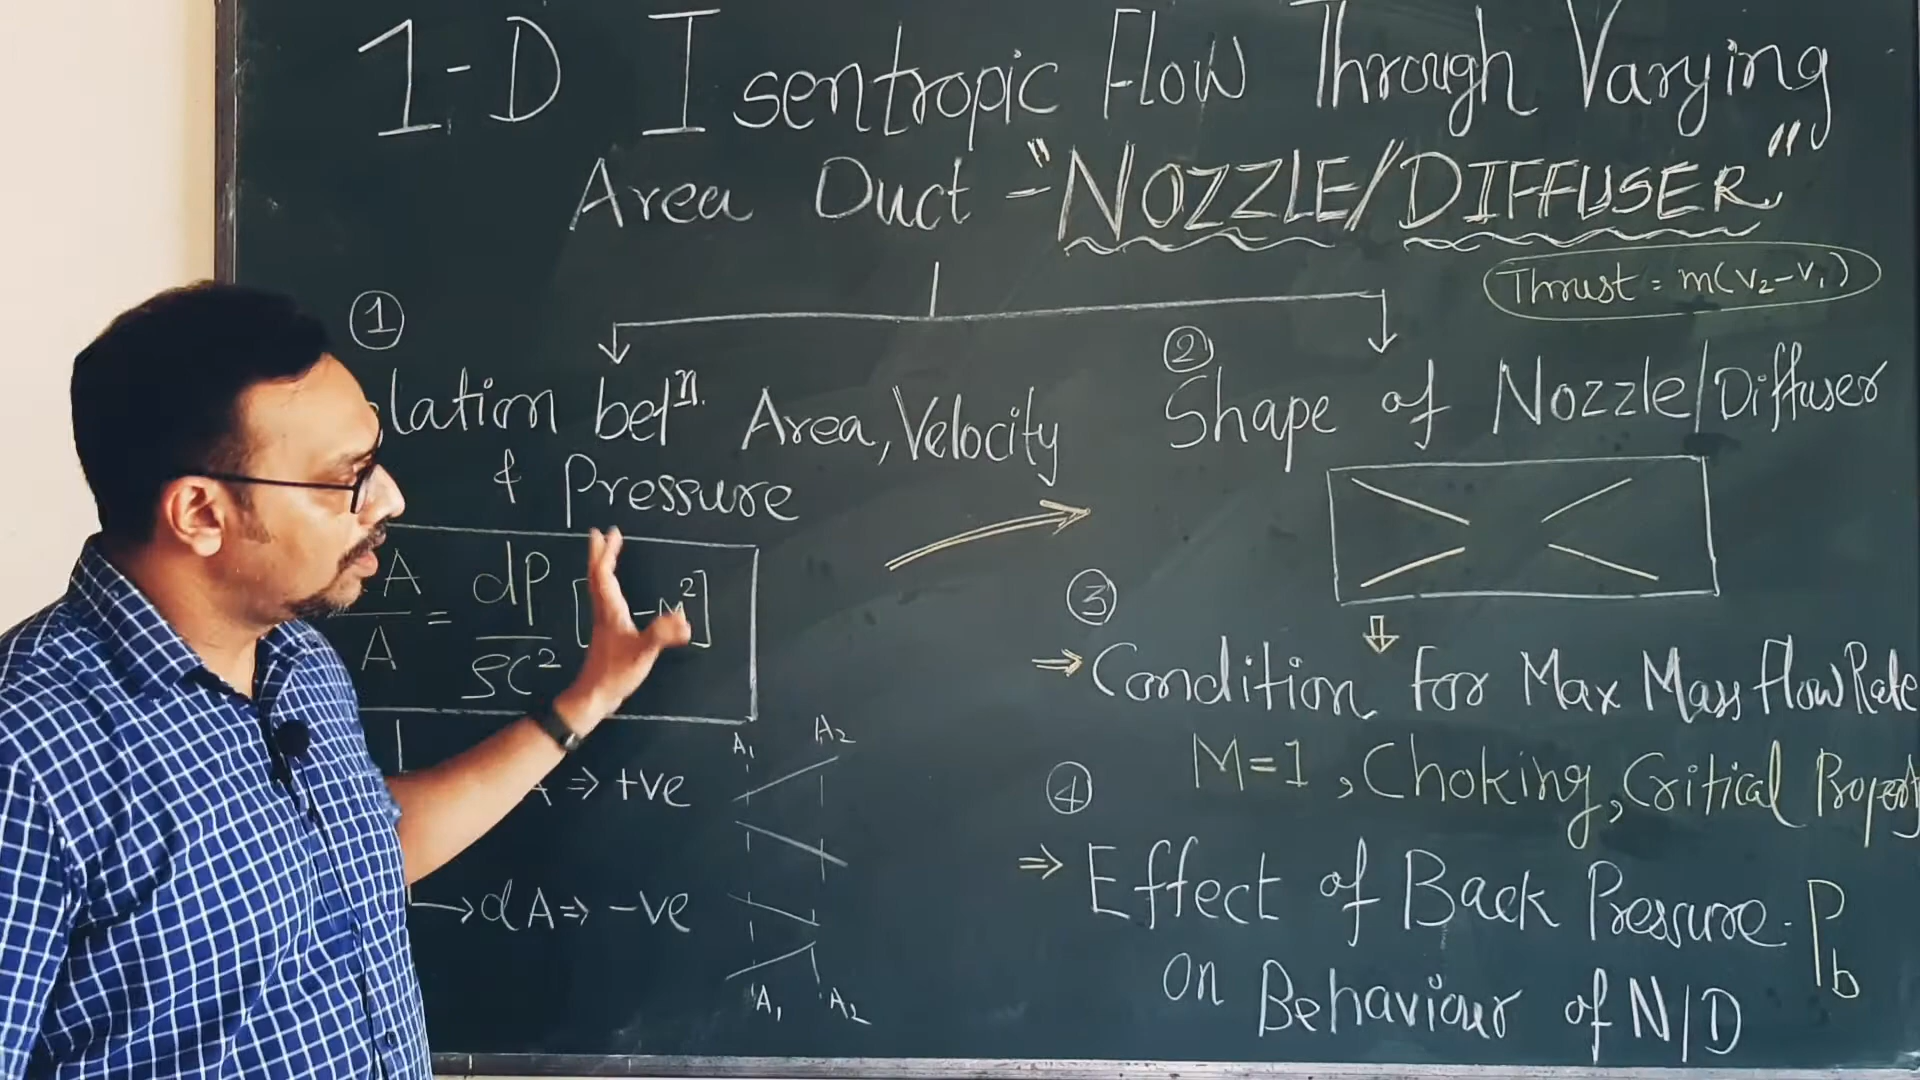 1-D Isentropic Flow Through Varying
Area Duct - "NOZZLE/DIFFUSER"
Thrust = m(V₂-V₁)
①
lation betⁿ. Area, Velocity
& Pressure
A/A = dP/ρC² [-M²]
A ⇒ +ve
A₁ A₂
→ dA ⇒ -ve
A₁ A₂
②
Shape of Nozzle/Diffuser
③
⇒ Condition For Max Mass flow Rate
M=1, Choking, Critical Propert
④
⇒ Effect of Back Pressure - Pb
on Behaviour of N/D